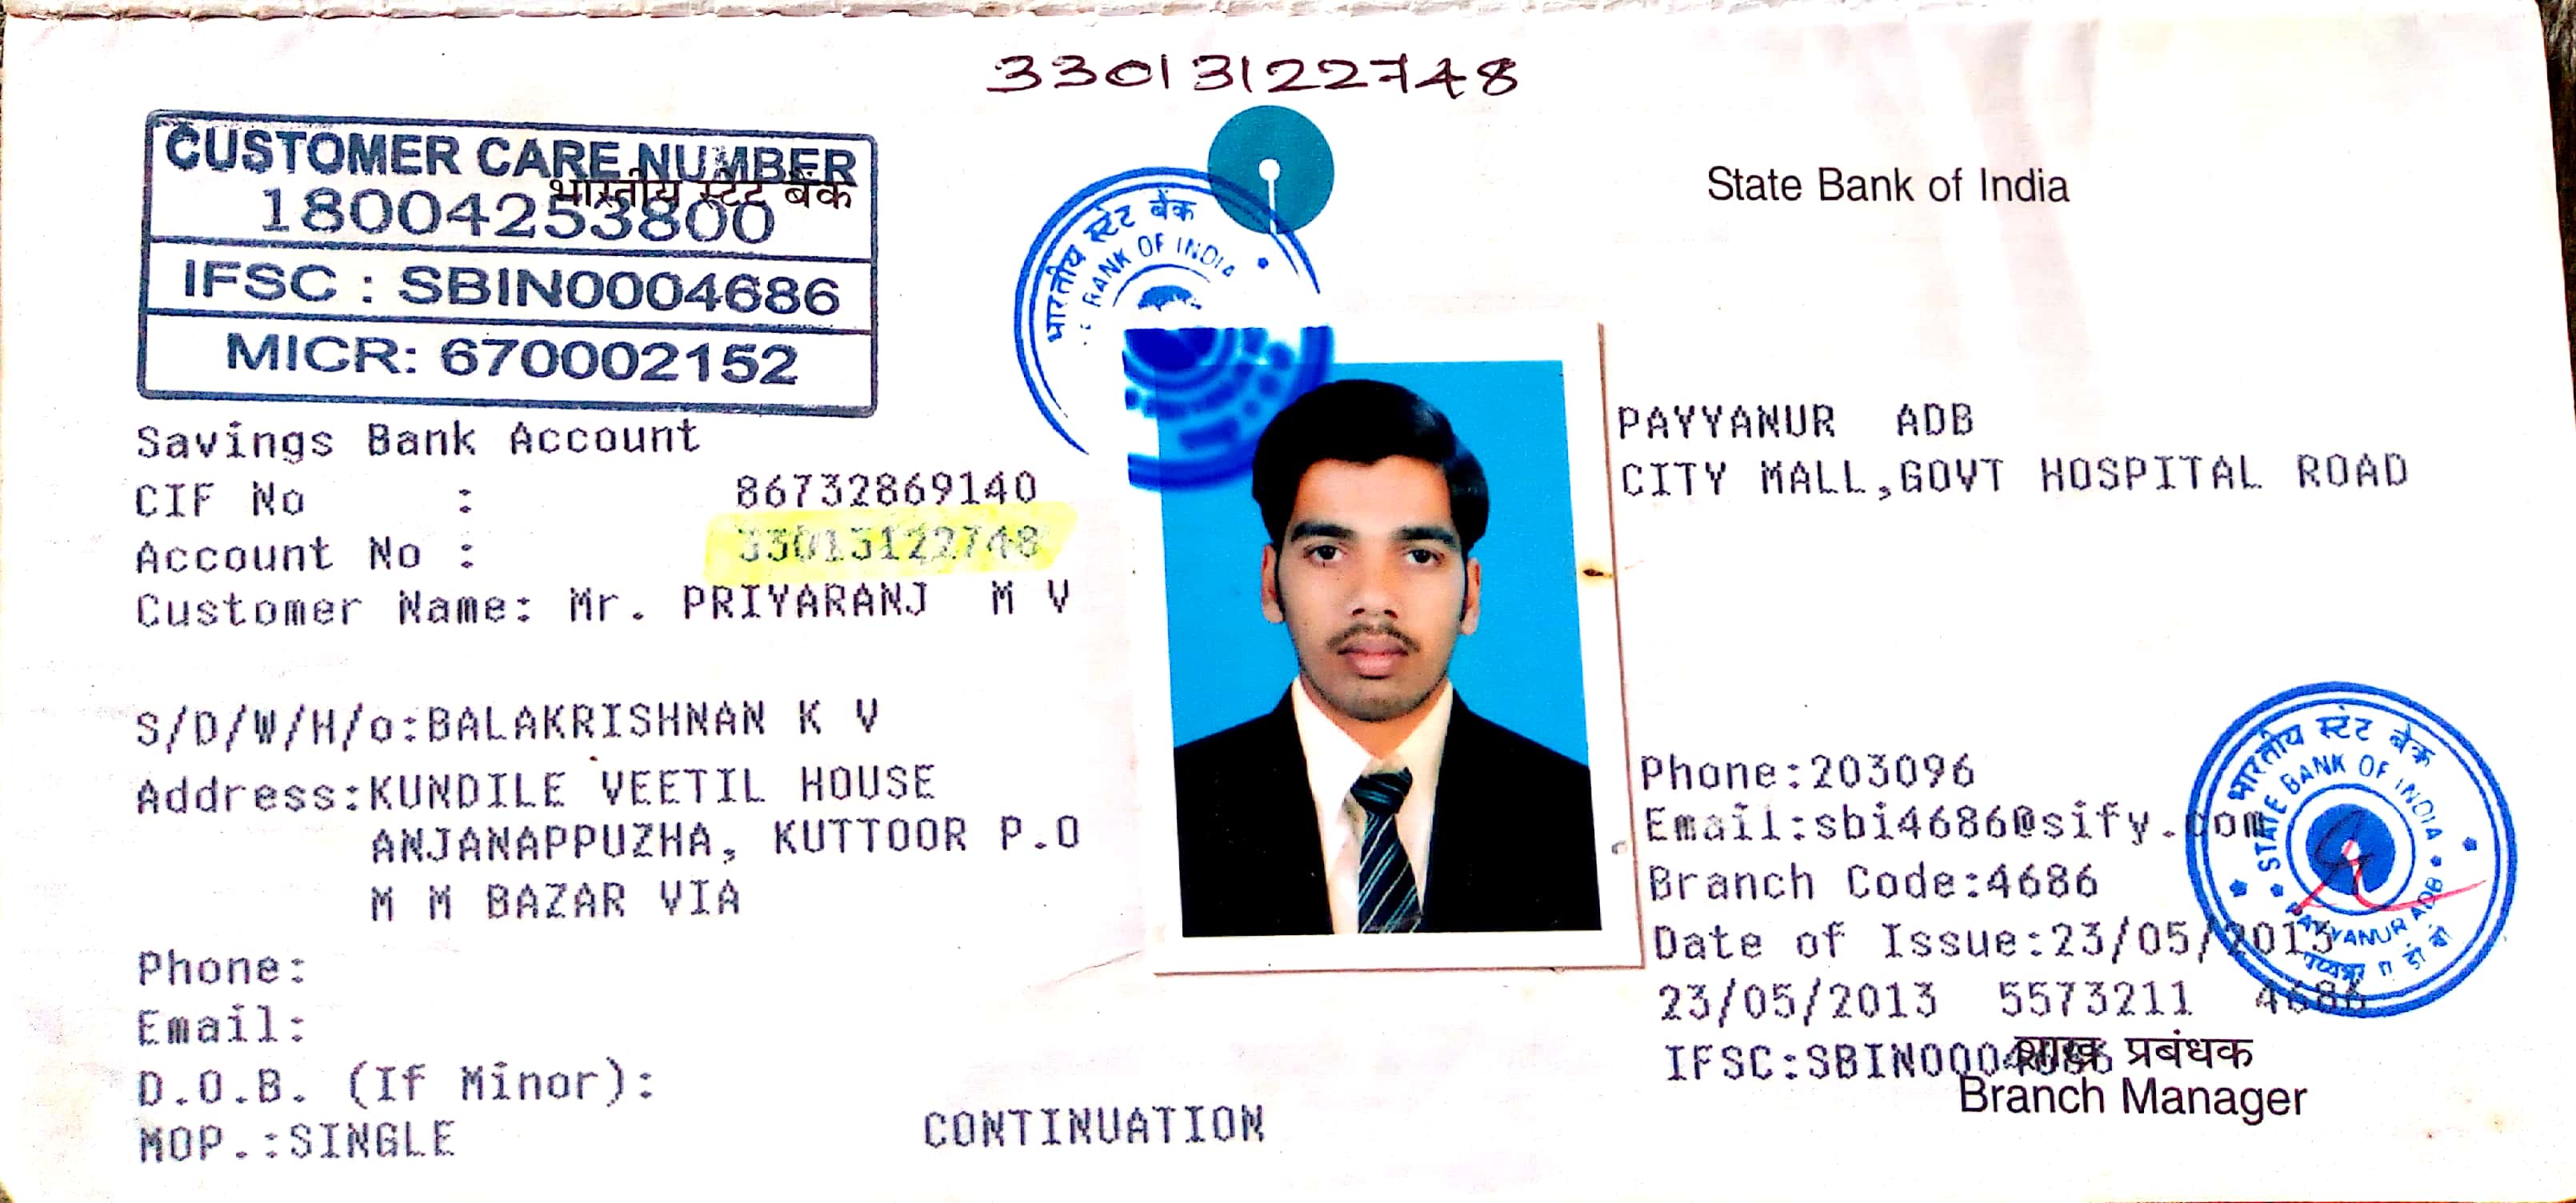 33013122748
CUSTOMER CARE NUMBER
18004253800
भारतीय स्टेट बैंक
IFSC : SBIN0004686
MICR: 670002152
भारतीय स्टेट बैंक
BANK OF INDIA
State Bank of India
Savings Bank Account
CIF No : 86732869140
Account No : 33013122748
Customer Name: Mr. PRIYARANJ M V
S/D/W/H/o:BALAKRISHNAN K V
Address:KUNDILE VEETIL HOUSE
ANJANAPPUZHA, KUTTOOR P.O
M M BAZAR VIA
Phone:
Email:
D.O.B. (If Minor):
MOP.:SINGLE
CONTINUATION
PAYYANUR ADB
CITY MALL,GOVT HOSPITAL ROAD
Phone:203096
Email:sbi4686@sify.com
Branch Code:4686
Date of Issue:23/05/2013
23/05/2013 5573211 4686
IFSC:SBIN0004686
शाखा प्रबंधक
Branch Manager
भारतीय स्टेट बैंक
STATE BANK OF INDIA
PAYYANUR ADB